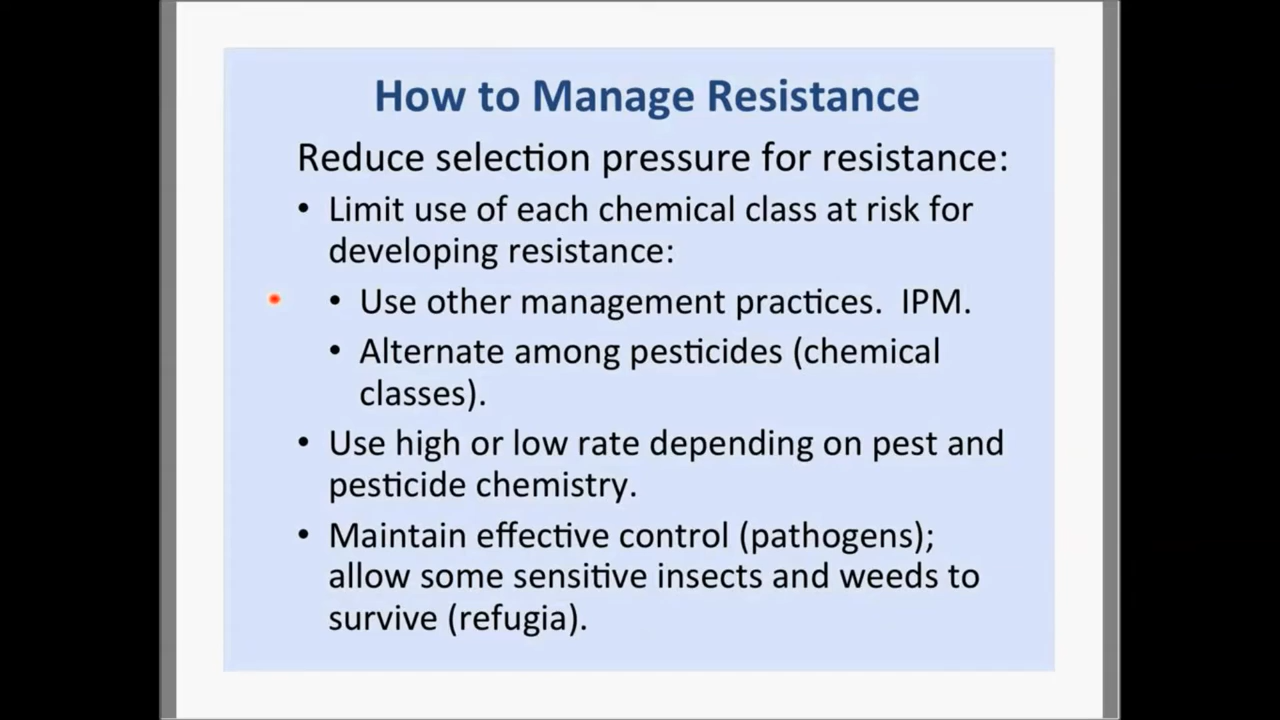 How to Manage Resistance
Reduce selection pressure for resistance:
• Limit use of each chemical class at risk for
developing resistance:
• Use other management practices.  IPM.
• Alternate among pesticides (chemical
classes).
• Use high or low rate depending on pest and
pesticide chemistry.
• Maintain effective control (pathogens);
allow some sensitive insects and weeds to
survive (refugia).